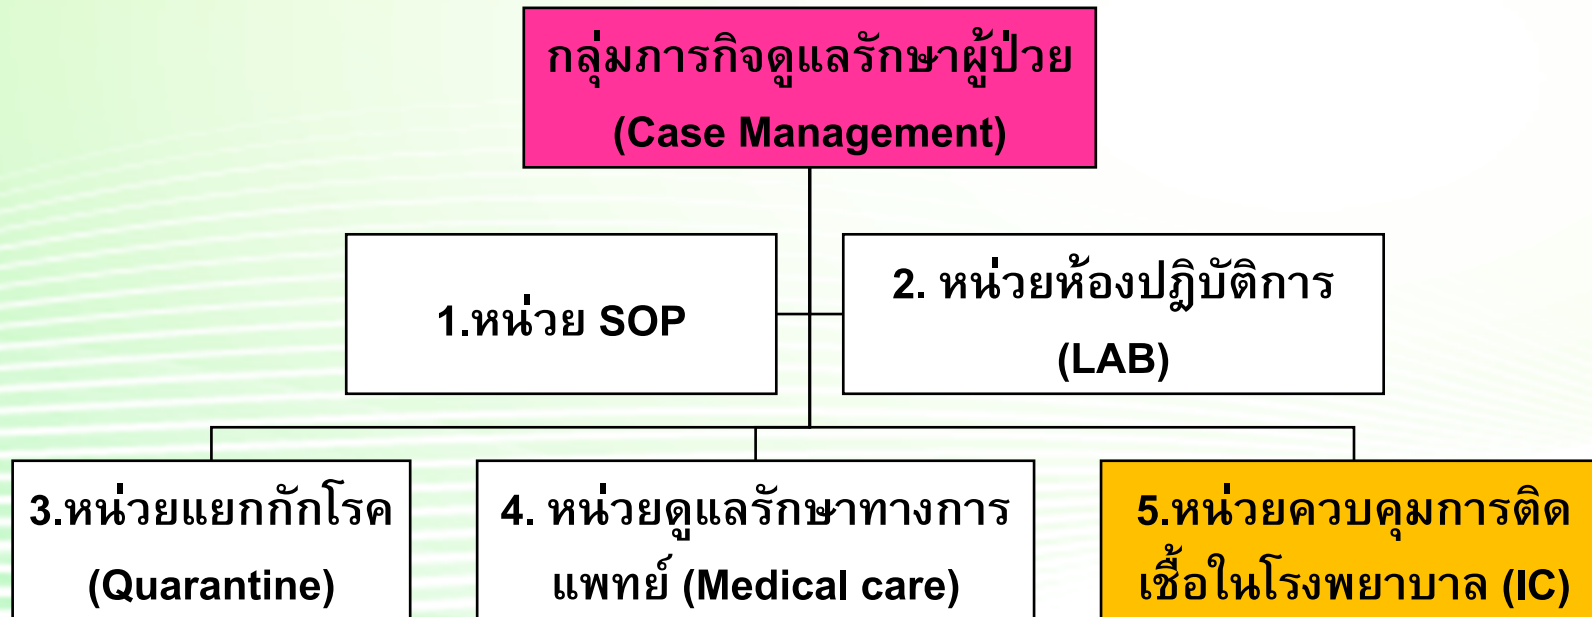 กลุ่มภารกิจดูแลรักษาผู้ป่วย
(Case Management)
1.หน่วย SOP
2. หน่วยห้องปฎิบัติการ
(LAB)
3.หน่วยแยกกักโรค
(Quarantine)
4. หน่วยดูแลรักษาทางการ
แพทย์ (Medical care)
5.หน่วยควบคุมการติด
เชื้อในโรงพยาบาล (IC)